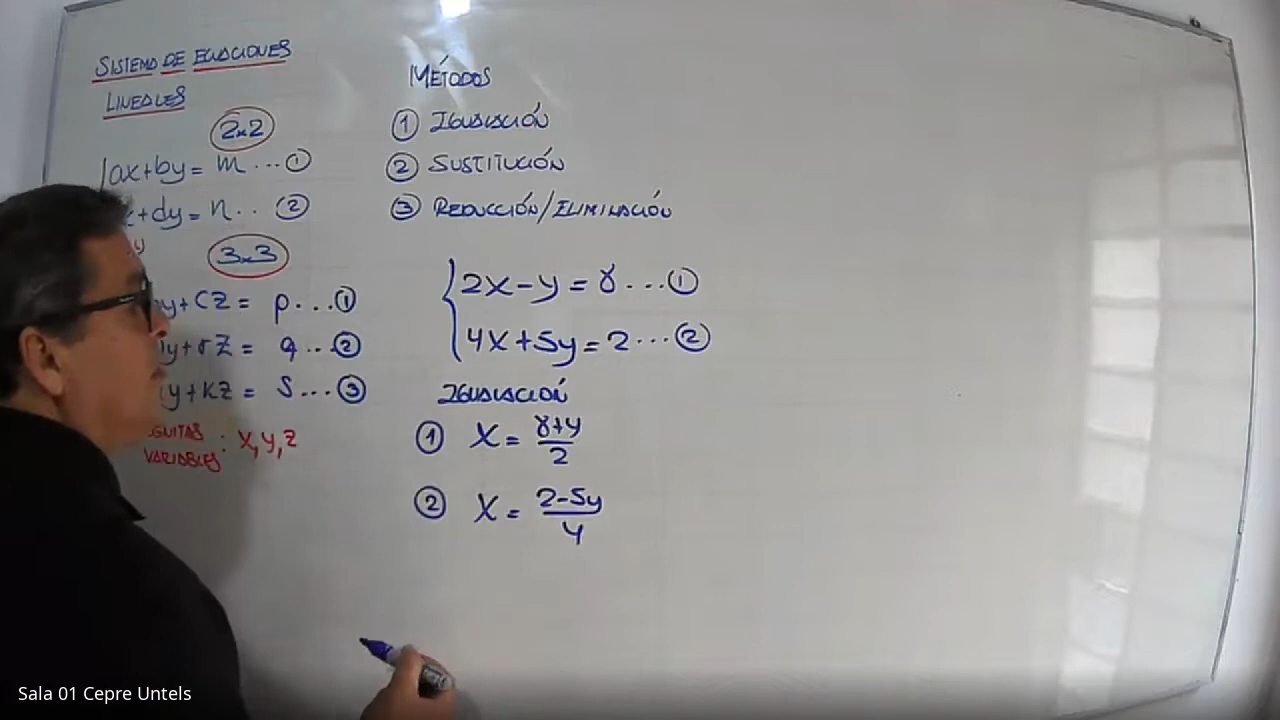 SISTEMA DE ECUACIONES
LINEALES
2x2
ax+by = m ... ①
+dy = n .. ②
y
3x3
y+CZ = p ... ①
y+rZ = q ... ②
y+KZ = S ... ③
GNITAS
VARIABLES : X, Y, Z
MÉTODOS
① IGUALACIÓN
② SUSTITUCIÓN
③ REDUCCIÓN/ELIMINACIÓN
2X-y = 8 ... ①
4X+5y = 2 ... ②
IGUALACIÓN
① X = (8+y)/2
② X = (2-5y)/4
Sala 01 Cepre Untels